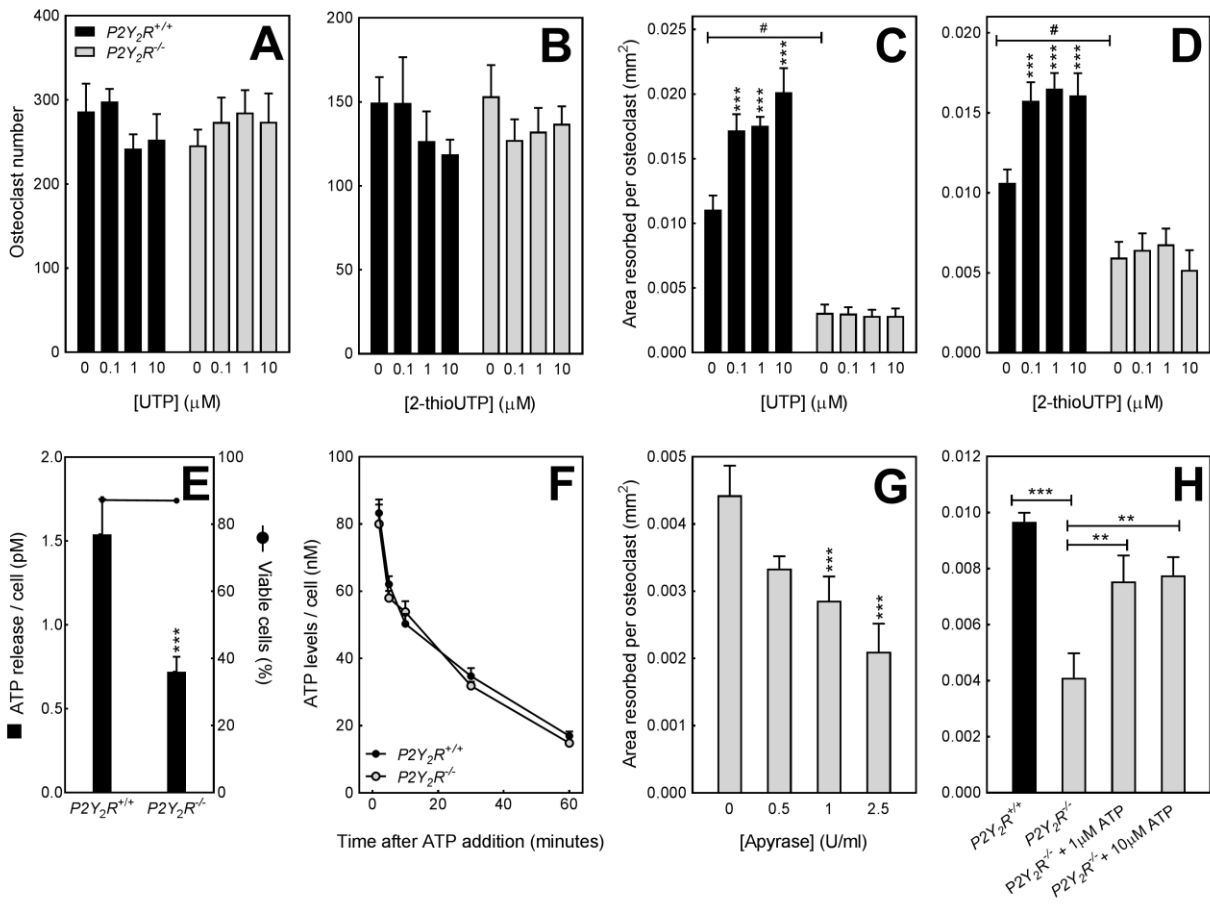 A
P2Y₂R⁺/⁺
P2Y₂R⁻/⁻
Osteoclast number
300
200
100
0
0 0.1 1 10 0 0.1 1 10
[UTP] (μM)
B
200
150
100
50
0
0 0.1 1 10 0 0.1 1 10
[2-thioUTP] (μM)
C
Area resorbed per osteoclast (mm²)
0.025
0.020
0.015
0.010
0.005
0.000
#
*** *** ***
0 0.1 1 10 0 0.1 1 10
[UTP] (μM)
D
0.020
0.015
0.010
0.005
0.000
#
*** *** ***
0 0.1 1 10 0 0.1 1 10
[2-thioUTP] (μM)
E
ATP release / cell (pM)
2.0
1.5
1.0
0.5
0.0
100
80
60
40
20
0
Viable cells (%)
***
P2Y₂R⁺/⁺ P2Y₂R⁻/⁻
F
ATP levels / cell (nM)
100
80
60
40
20
0
P2Y₂R⁺/⁺
P2Y₂R⁻/⁻
0 20 40 60
Time after ATP addition (minutes)
G
Area resorbed per osteoclast (mm²)
0.005
0.004
0.003
0.002
0.001
0.000
*** ***
0 0.5 1 2.5
[Apyrase] (U/ml)
H
0.012
0.010
0.008
0.006
0.004
0.002
0.000
***
**
**
P2Y₂R⁺/⁺
P2Y₂R⁻/⁻
P2Y₂R⁻/⁻ + 1μM ATP
P2Y₂R⁻/⁻ + 10μM ATP